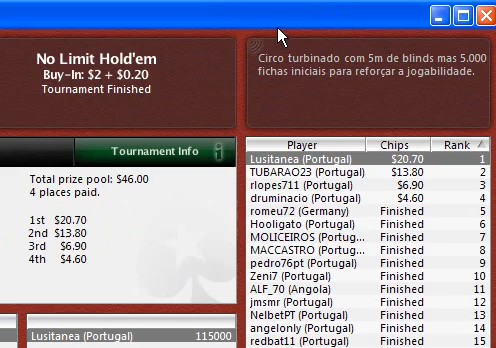 No Limit Hold'em
Buy-In: $2 + $0.20
Tournament Finished
Circo turbinado com 5m de blinds mas 5.000
fichas iniciais para reforçar a jogabilidade.
Tournament Info
Total prize pool: $46.00
4 places paid.
1st $20.70
2nd $13.80
3rd $6.90
4th $4.60
Lusitanea (Portugal) 115000
Player Chips Rank
Lusitanea (Portugal) $20.70 1
TUBARAO23 (Portugal) $13.80 2
rlopes711 (Portugal) $6.90 3
druminacio (Portugal) $4.60 4
romeu72 (Germany) Finished 5
Hooligato (Portugal) Finished 6
MOLICEIROS (Portug... Finished 7
MACCASTRO (Portug... Finished 8
pedro76pt (Portugal) Finished 9
Zeni7 (Portugal) Finished 10
ALF_70 (Angola) Finished 11
jmsmr (Portugal) Finished 12
NelbetPT (Portugal) Finished 13
angelonly (Portugal) Finished 14
redbat11 (Portugal) Finished 15